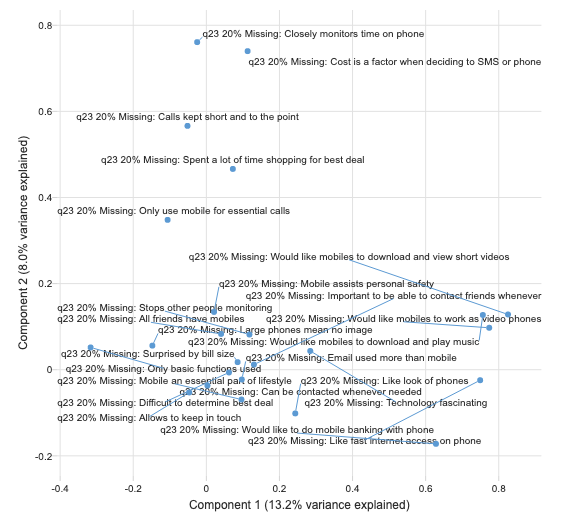 0.8
q23 20% Missing: Closely monitors time on phone
q23 20% Missing: Cost is a factor when deciding to SMS or phone
0.6
q23 20% Missing: Calls kept short and to the point
q23 20% Missing: Spent a lot of time shopping for best deal
0.4
q23 20% Missing: Only use mobile for essential calls
q23 20% Missing: Would like mobiles to download and view short videos
0.2
q23 20% Missing: Mobile assists personal safety
q23 20% Missing: Important to be able to contact friends whenever
q23 20% Missing: Stops other people monitoring
q23 20% Missing: All friends have mobiles
q23 20% Missing: Would like mobiles to work as video phones
q23 20% Missing: Large phones mean poor image
q23 20% Missing: Would like mobiles to download and play music
q23 20% Missing: Surprised by bill size
q23 20% Missing: Email used more than mobile
0
q23 20% Missing: Only basic functions used
q23 20% Missing: Mobile an essential part of lifestyle
q23 20% Missing: Like look of phones
q23 20% Missing: Can be contacted whenever needed
q23 20% Missing: Difficult to determine best deal
q23 20% Missing: Technology fascinating
q23 20% Missing: Allows to keep in touch
q23 20% Missing: Would like to do mobile banking with phone
q23 20% Missing: Like fast internet access on phone
-0.2
-0.4
-0.2
0
0.2
0.4
0.6
0.8
Component 1 (13.2% variance explained)
Component 2 (8.0% variance explained)